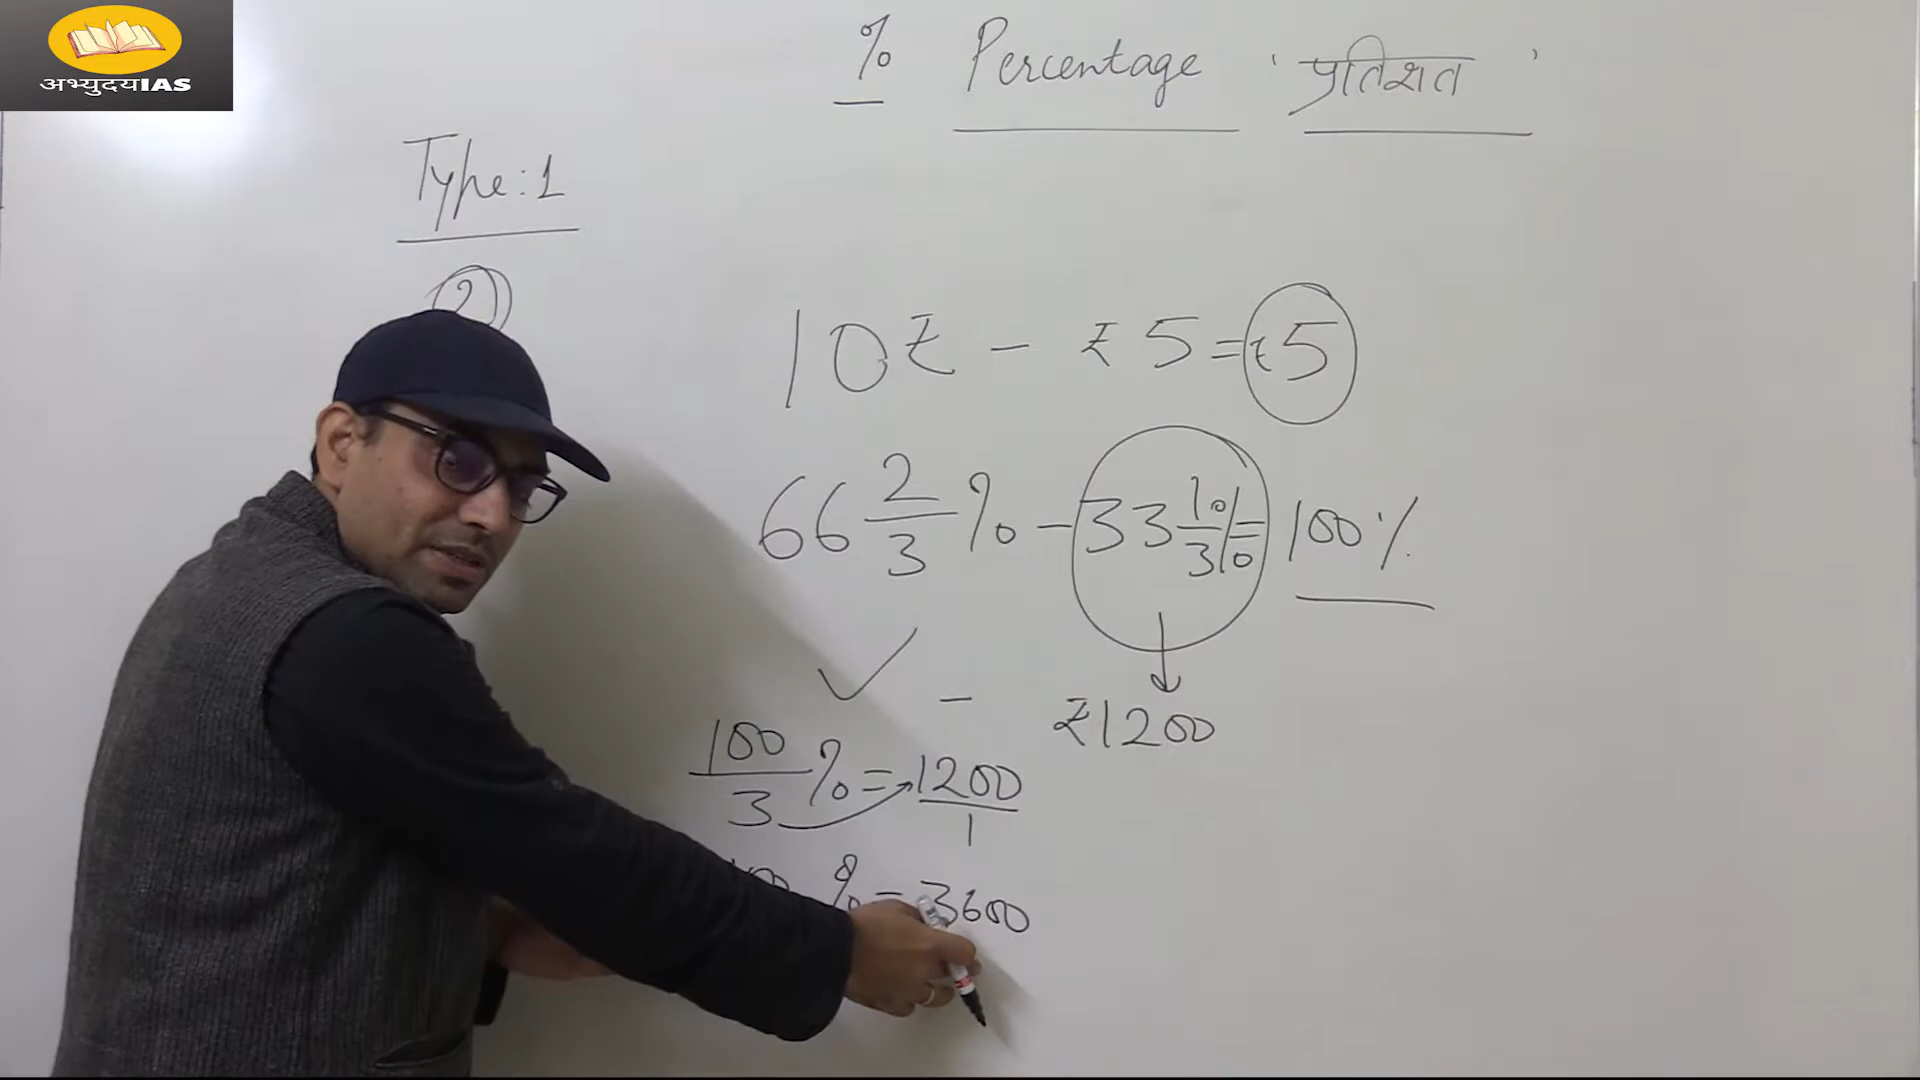 अभ्युदयIAS
% Percentage ' प्रतिशत '
Type:1
2
10₹ - ₹5=₹5
66 2/3 % - 33 1/3 % = 100%
-
₹1200
100/3 % = 1200/1
% = 3600